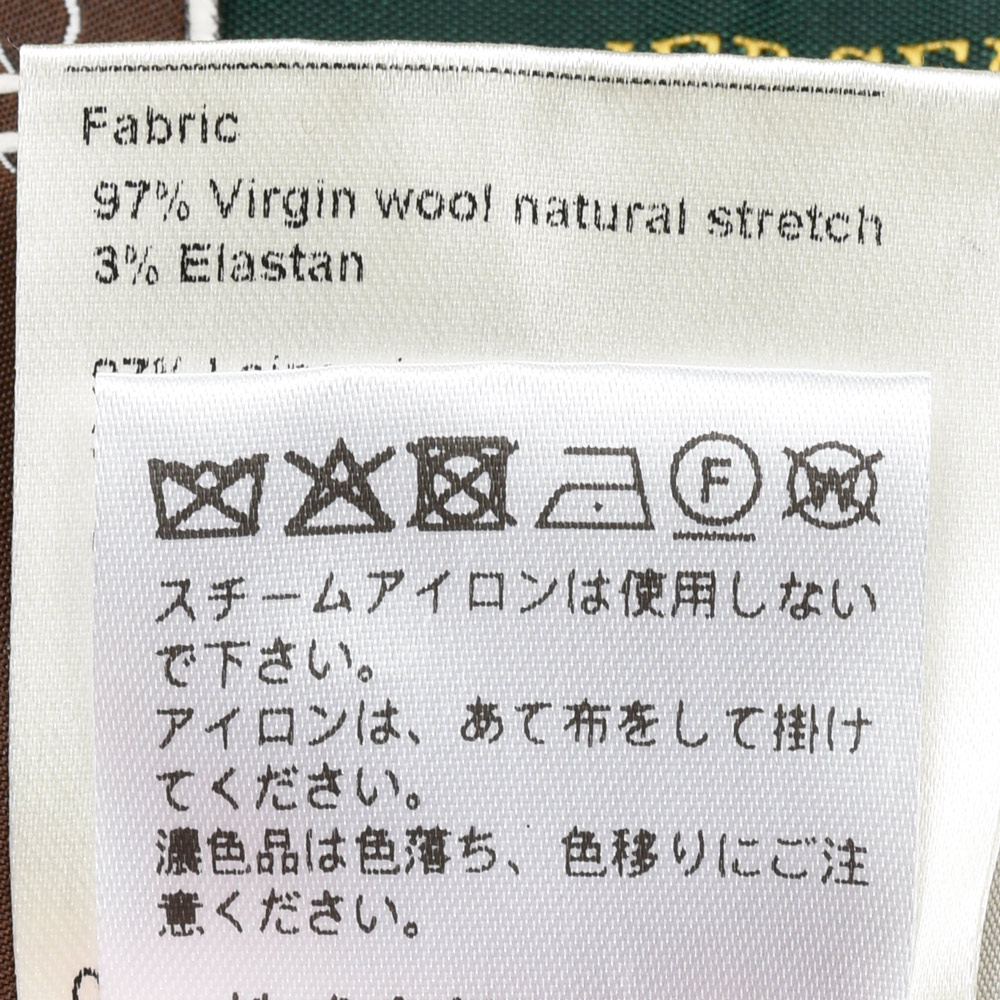 Fabric
97% Virgin wool natural stretch
3% Elastan
97%
F
W
スチームアイロンは使用しない
で下さい。
アイロンは、あて布をして掛け
てください。
濃色品は色落ち、色移りにご注
意ください。